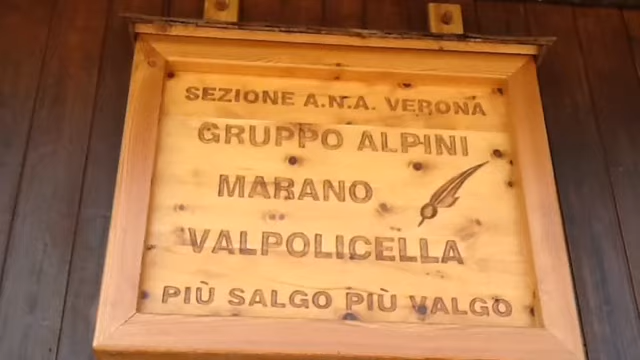 SEZIONE A.N.A. VERONA
GRUPPO ALPINI
MARANO
VALPOLICELLA
PIÙ SALGO PIÙ VALGO